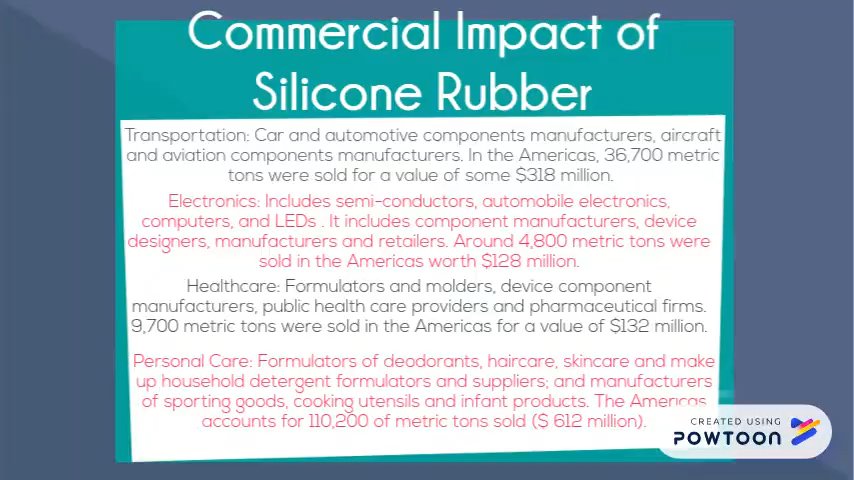 Commercial Impact of
Silicone Rubber
Transportation: Car and automotive components manufacturers, aircraft
and aviation components manufacturers. In the Americas, 36,700 metric
tons were sold for a value of some $318 million.
Electronics: Includes semi-conductors, automobile electronics,
computers, and LEDs . It includes component manufacturers, device
designers, manufacturers and retailers. Around 4,800 metric tons were
sold in the Americas worth $128 million.
Healthcare: Formulators and molders, device component
manufacturers, public health care providers and pharmaceutical firms.
9,700 metric tons were sold in the Americas for a value of $132 million.
Personal Care: Formulators of deodorants, haircare, skincare and make
up household detergent formulators and suppliers; and manufacturers
of sporting goods, cooking utensils and infant products. The Americas
accounts for 110,200 of metric tons sold ($ 612 million).
CREATED USING
POWTOON